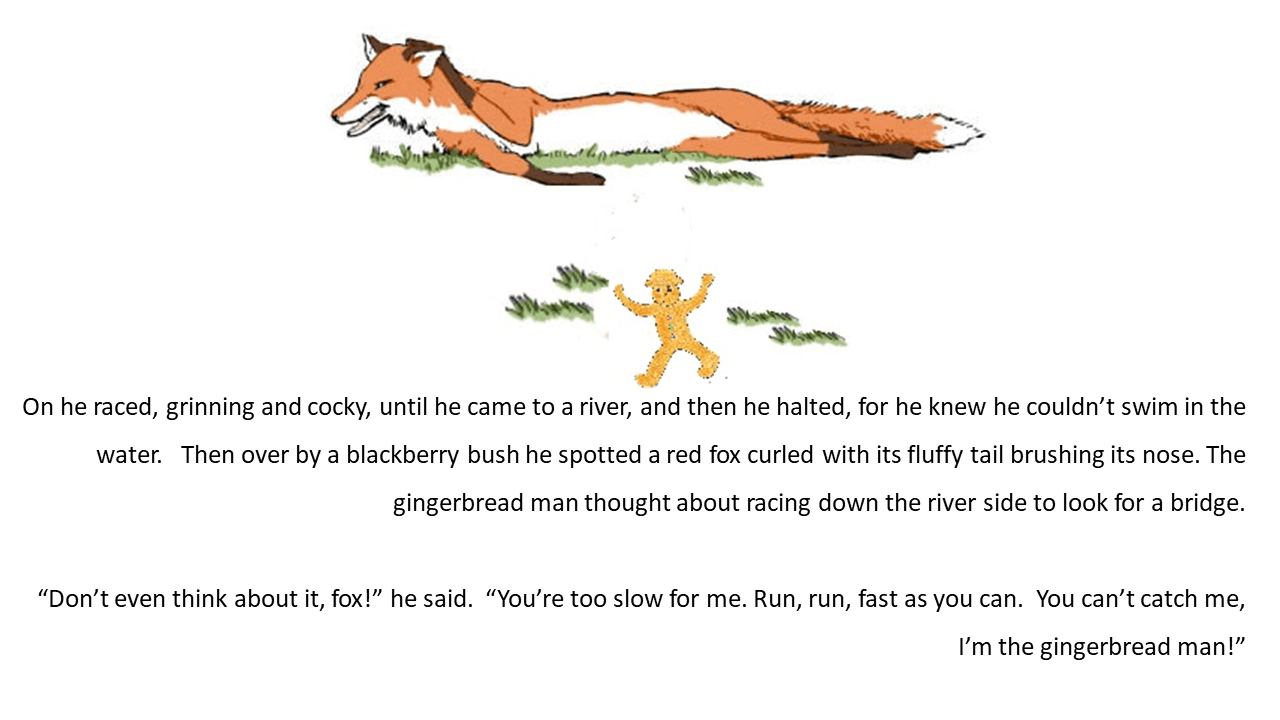 On he raced, grinning and cocky, until he came to a river, and then he halted, for he knew he couldn’t swim in the
water.   Then over by a blackberry bush he spotted a red fox curled with its fluffy tail brushing its nose. The
gingerbread man thought about racing down the river side to look for a bridge.
“Don’t even think about it, fox!” he said.  “You’re too slow for me. Run, run, fast as you can.  You can’t catch me,
I’m the gingerbread man!”